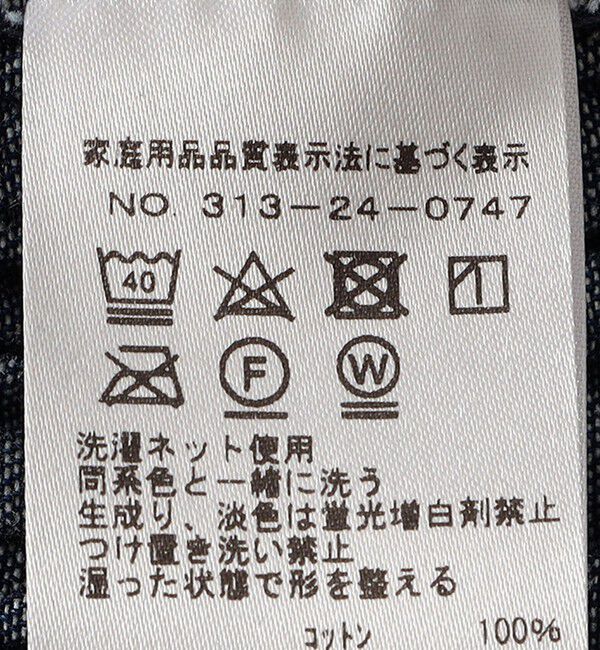 家庭用品品質表示法に基づく表示
NO. 313-24-0747
40
F W
洗濯ネット使用
同系色と一緒に洗う
生成り、淡色は蛍光増白剤禁止
つけ置き洗い禁止
湿った状態で形を整える
コットン 100%